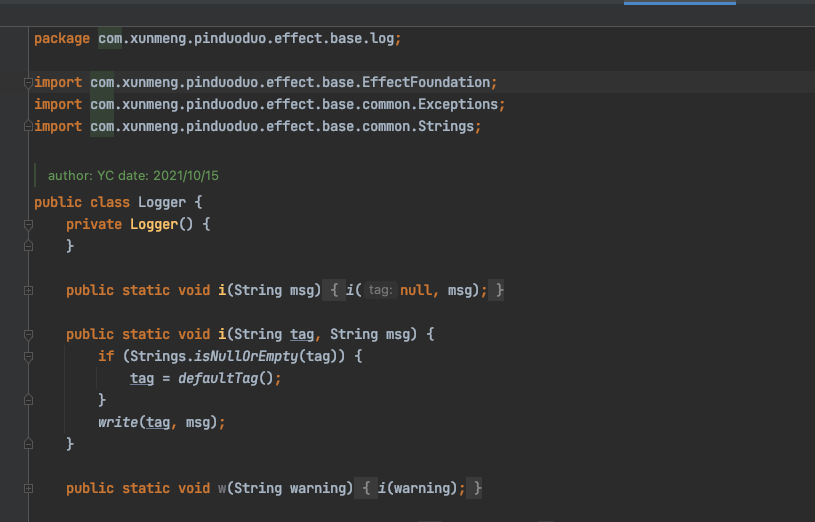 package com.xunmeng.pinduoduo.effect.base.log;
import com.xunmeng.pinduoduo.effect.base.EffectFoundation;
import com.xunmeng.pinduoduo.effect.base.common.Exceptions;
import com.xunmeng.pinduoduo.effect.base.common.Strings;
author: YC date: 2021/10/15
public class Logger {
private Logger() {
}
public static void i(String msg) { i( tag: null, msg); }
public static void i(String tag, String msg) {
if (Strings.isNullOrEmpty(tag)) {
tag = defaultTag();
}
write(tag, msg);
}
public static void w(String warning) { i(warning); }